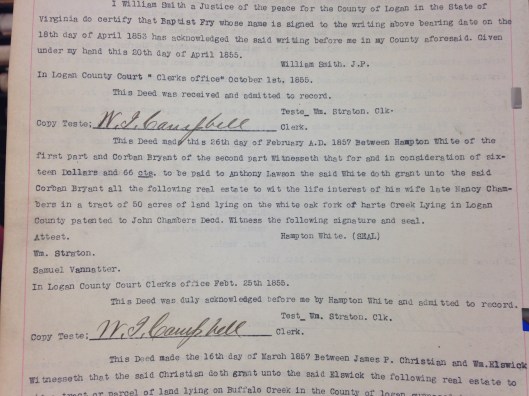 I William Smith a Justice of the peace for the County of Logan in the State of
Virginia do certify that Baptist Fry whose name is signed to the writing above bearing date on the
18th day of April 1853 has acknowledged the said writing before me in my County aforesaid. Given
under my hand this 20th day of April 1855.
William Smith. J.P.
In Logan County Court " Clerks office" October 1st, 1855.
This Deed was received and admitted to record.
Teste_ Wm. Straton. Clk-
Copy Teste; W. I. Campbell Clerk.
This Deed made this 26th day of February A.D. 1857 Between Hampton White of the
first part and Corban Bryant of the second part Witnesseth that for and in consideration of six-
teen Dollars and 66 cts. to be paid to Anthony Lawson the said White doth grant unto the said
Corban Bryant all the following real estate to wit the life interest of his wife late Nancy Cham-
bers in a tract of 50 acres of land lying on the white oak fork of harts Creek Lying in Logan
County patented to John Chambers Decd. Witness the following signature and seal.
Attest. Hampton White. (SEAL)
Wm. Straton.
Samuel Vannatter.
In Logan County Court Clerks office Febt. 25th 1855.
This Deed was duly acknowledged before me by Hampton White and admitted to record.
Test_ Wm. Straton. Clk.
Copy Teste; W. I. Campbell Clerk.
This Deed made the 16th day of March 1857 Between James P. Christian and Wm. Elswick
Witnesseth that the said Christian doth grant unto the said Elswick the following real estate to
tract or parcel of land lying on Buffalo Creek in the County of logan